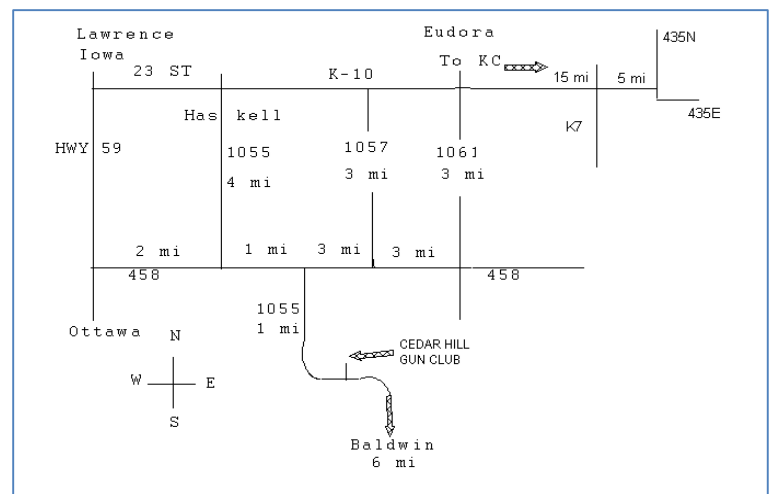 Lawrence
Iowa
Eudora
435N
23 ST
K-10
To KC
15 mi
5 mi
435E
Has kell
K7
HWY 59
1055
4 mi
1057
3 mi
1061
3 mi
2 mi
1 mi
3 mi
3 mi
458
458
1055
1 mi
Ottawa
N
W
E
S
CEDAR HILL
GUN CLUB
Baldwin
6 mi